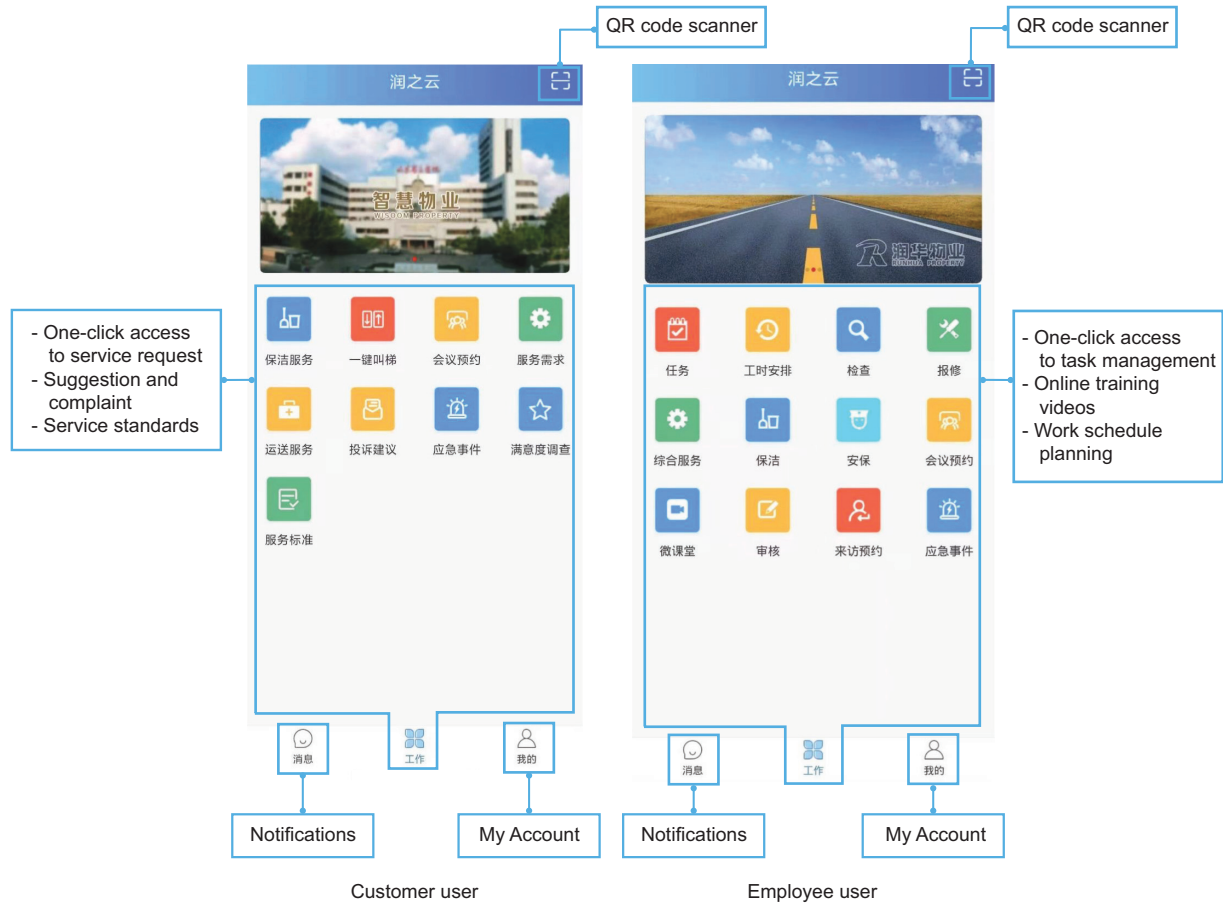 QR code scanner
QR code scanner
润之云
润之云
智慧物业
WISDOM PROPERTY
润华物业
RUNHUA PROPERTY
- One-click access
to service request
- Suggestion and
complaint
- Service standards
保洁服务 一键叫梯 会议预约 服务需求
运送服务 投诉建议 应急事件 满意度调查
服务标准
任务 工时安排 检查 报修
综合服务 保洁 安保 会议预约
微课堂 审核 来访预约 应急事件
- One-click access
to task management
- Online training
videos
- Work schedule
planning
消息 工作 我的
消息 工作 我的
Notifications
My Account
Notifications
My Account
Customer user
Employee user